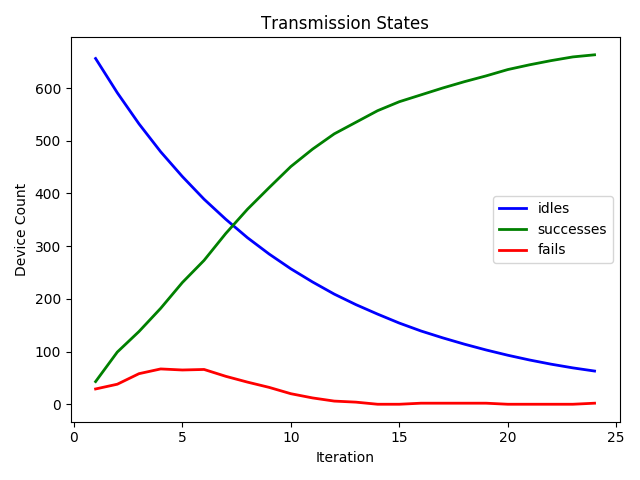 Transmission States
Device Count
600
500
400
300
200
100
0
idles
successes
fails
0 5 10 15 20 25
Iteration